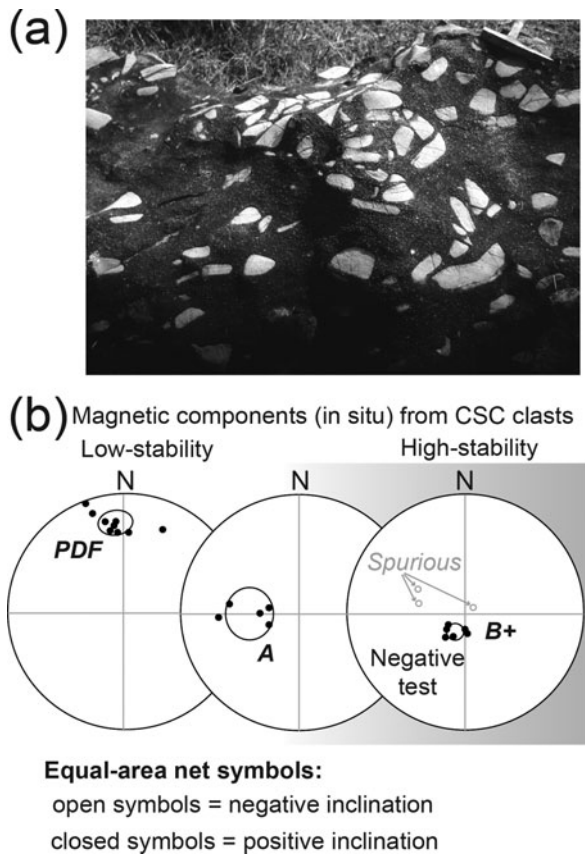 (a)
(b) Magnetic components (in situ) from CSC clasts
Low-stability
High-stability
N
N
N
PDF
A
Spurious
B+
Negative
test
Equal-area net symbols:
open symbols = negative inclination
closed symbols = positive inclination